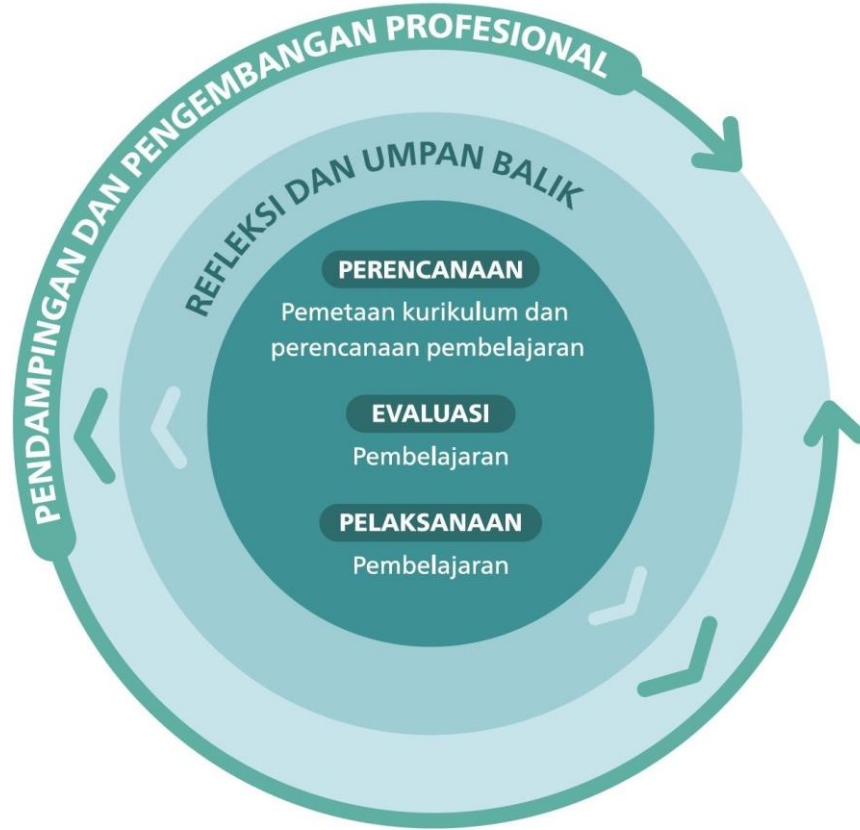 PENDAMPINGAN DAN PENGEMBANGAN PROFESIONAL
REFLEKSI DAN UMPAN BALIK
PERENCANAAN
Pemetaan kurikulum dan
perencanaan pembelajaran
EVALUASI
Pembelajaran
PELAKSANAAN
Pembelajaran